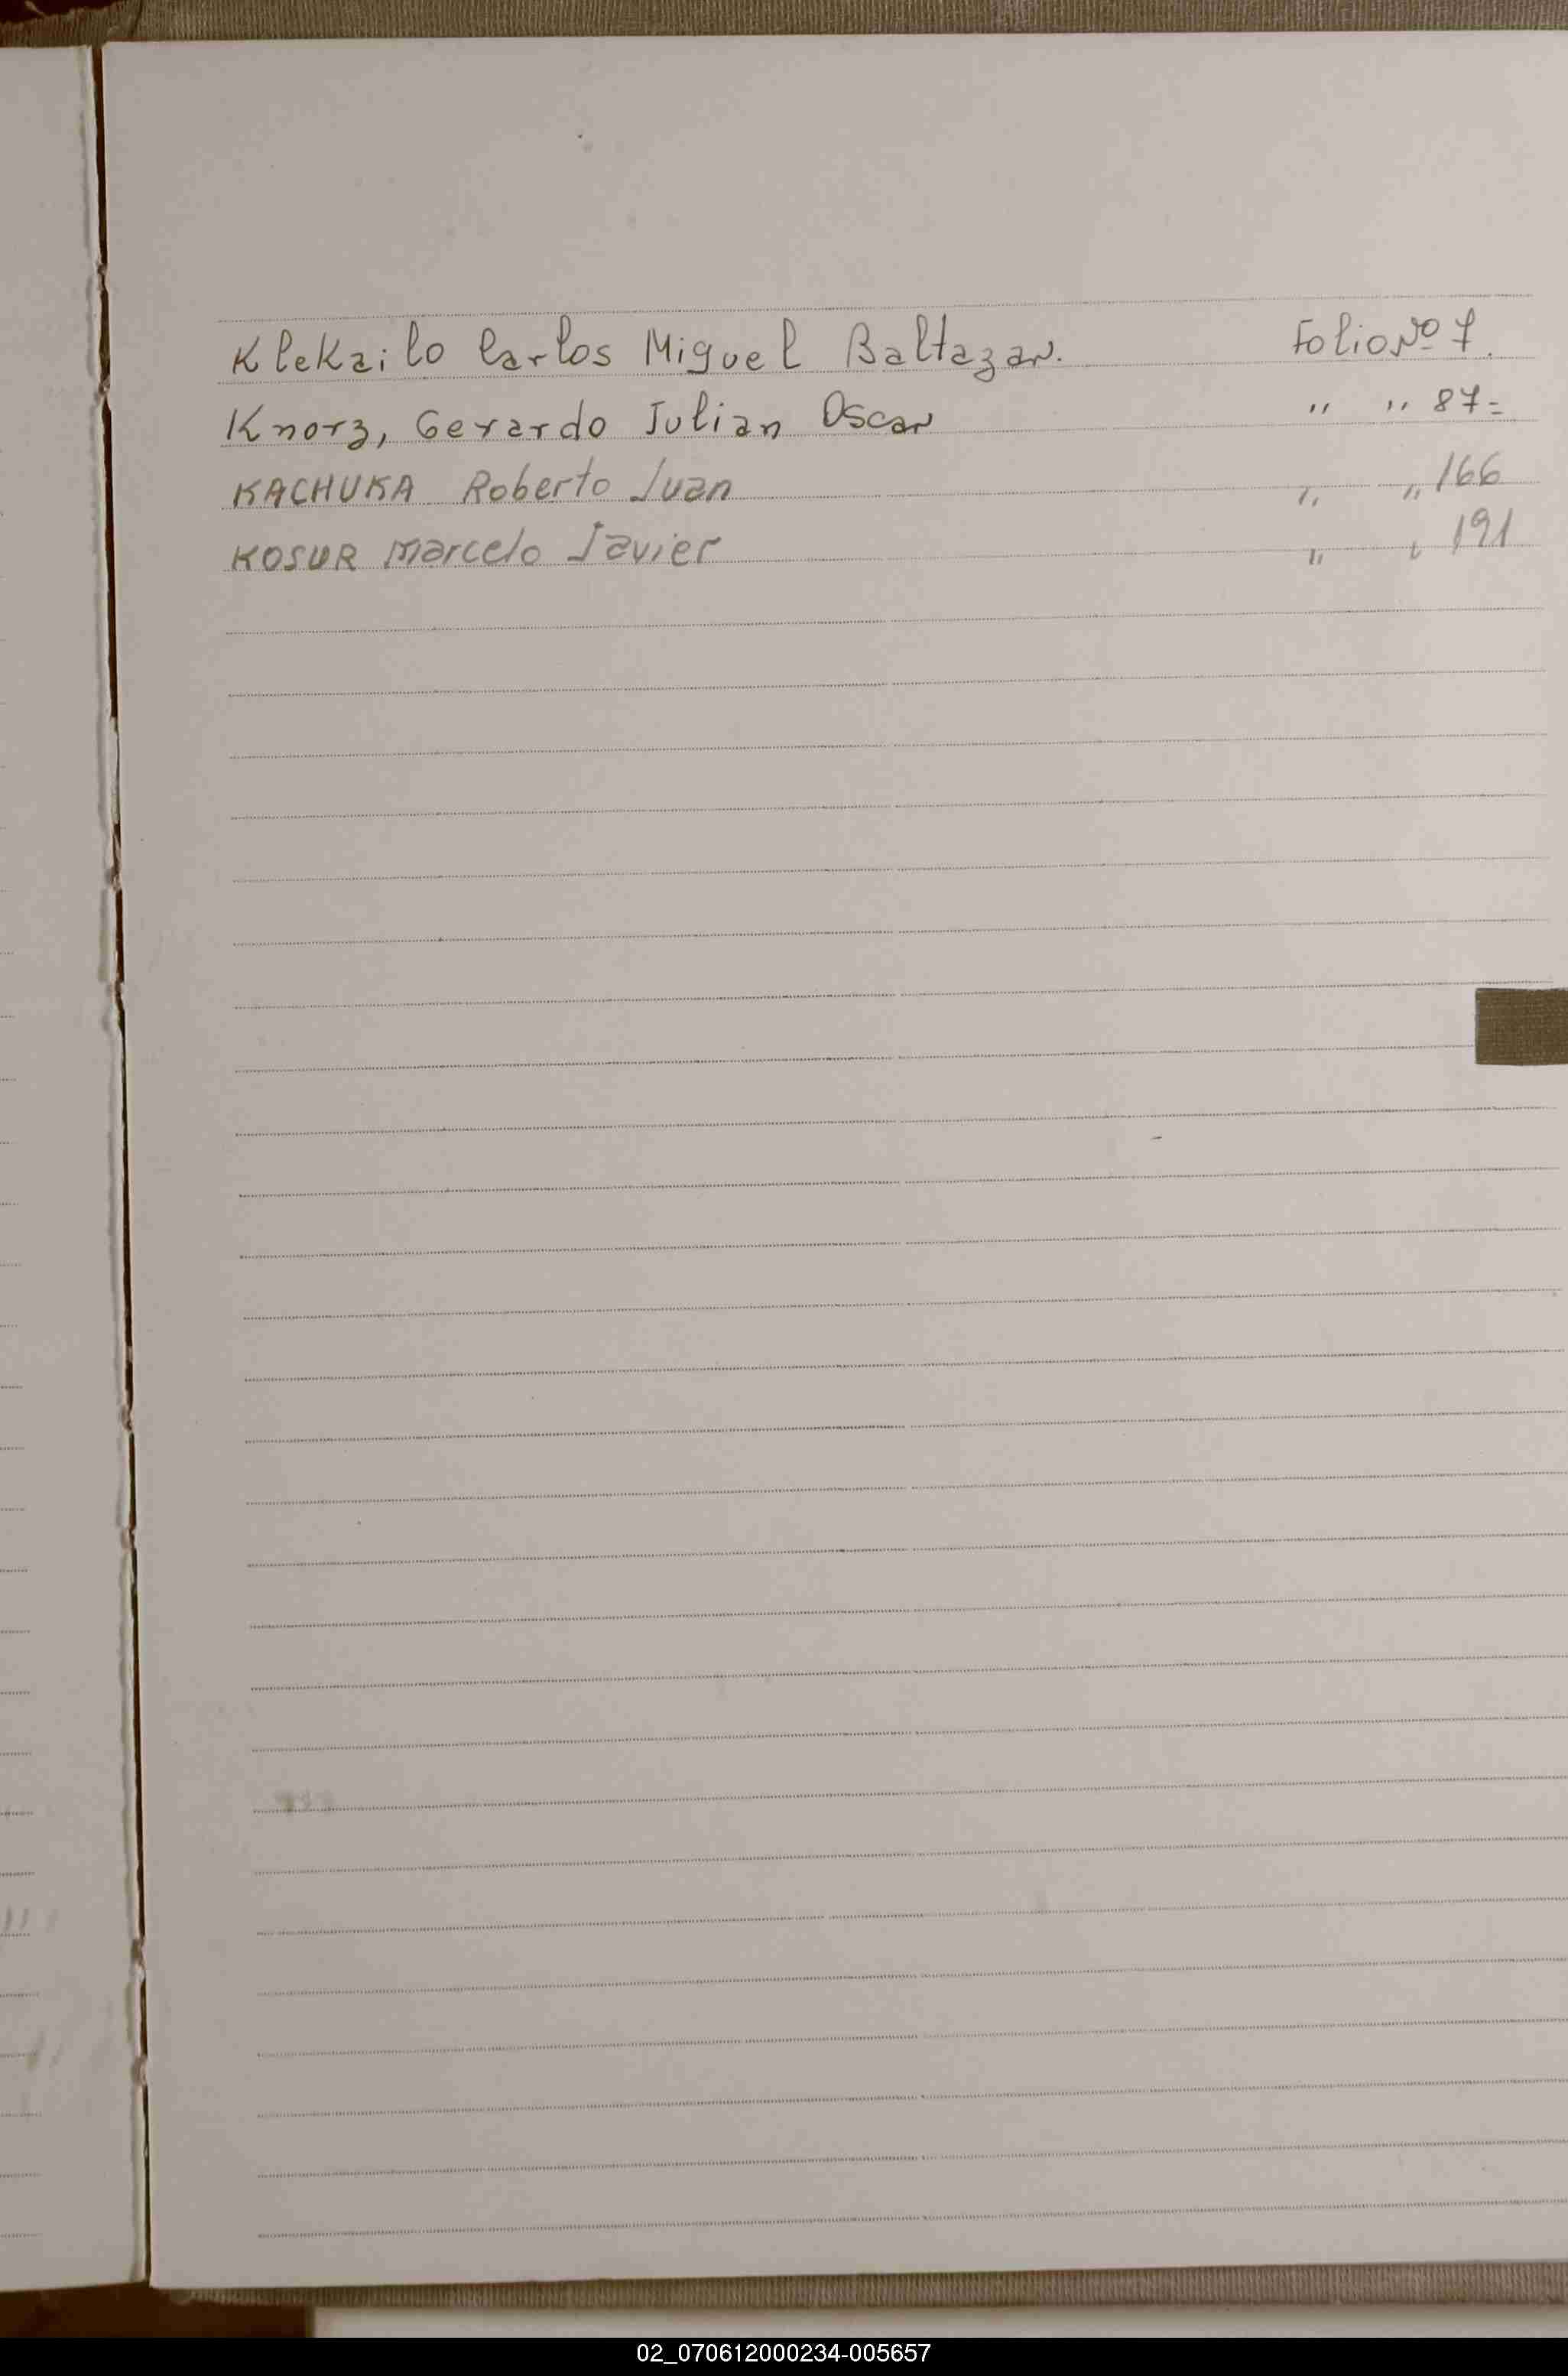 Klekailo Carlos Miguel Baltazar. Folio Nº 7.
Knorz, Gerardo Julian Oscar " " 87=
KACHUKA Roberto Juan " " 166
KOSUR Marcelo Javier " " 191
02_070612000234-005657